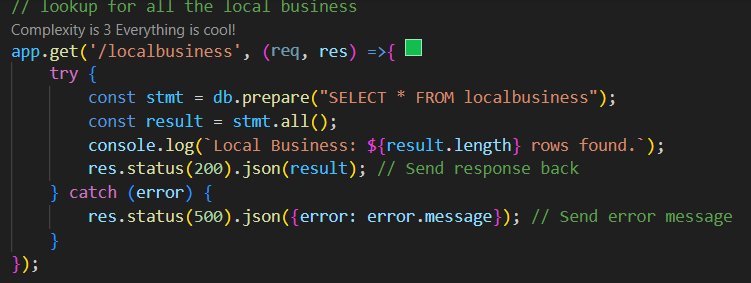 // lookup for all the local business
Complexity is 3 Everything is cool!
app.get('/localbusiness', (req, res) =>{
    try {
        const stmt = db.prepare("SELECT * FROM localbusiness");
        const result = stmt.all();
        console.log(`Local Business: ${result.length} rows found.`);
        res.status(200).json(result); // Send response back
    } catch (error) {
        res.status(500).json({error: error.message}); // Send error message
    }
});